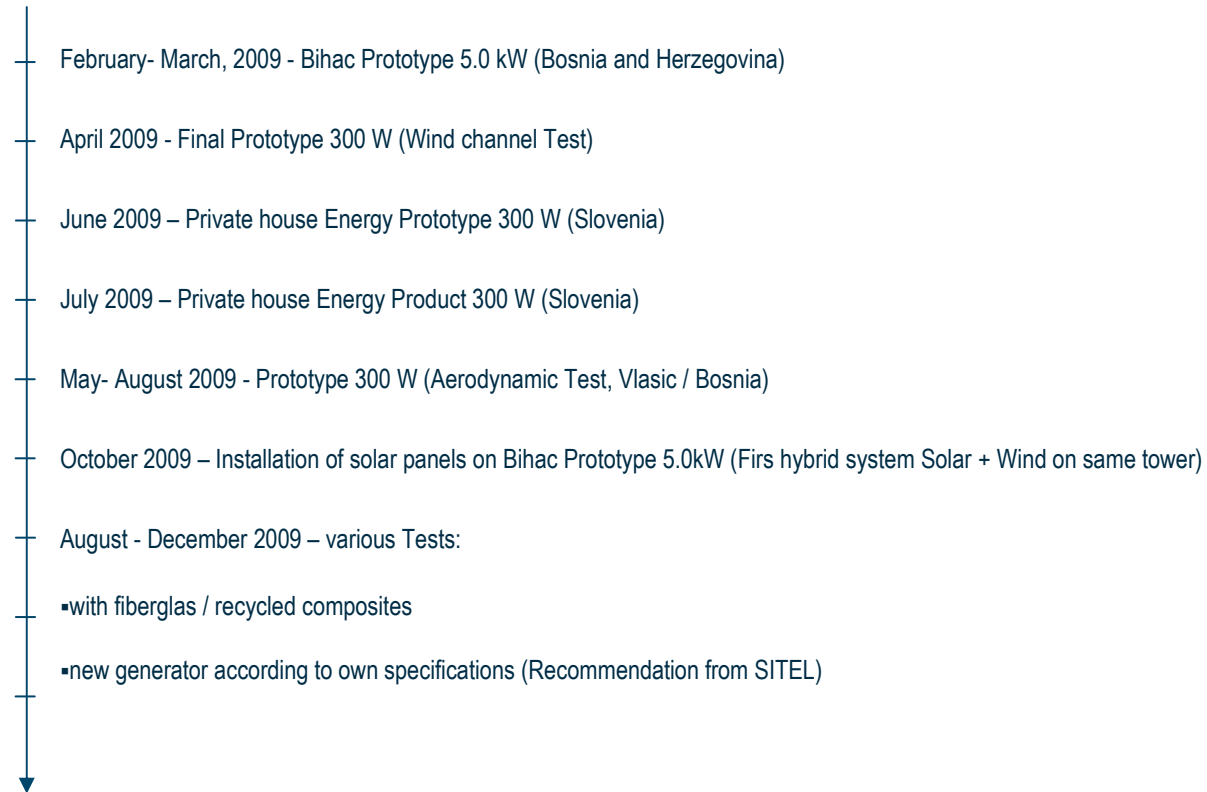 February- March, 2009 - Bihac Prototype 5.0 kW (Bosnia and Herzegovina)
April 2009 - Final Prototype 300 W (Wind channel Test)
June 2009 – Private house Energy Prototype 300 W (Slovenia)
July 2009 – Private house Energy Product 300 W (Slovenia)
May- August 2009 - Prototype 300 W (Aerodynamic Test, Vlasic / Bosnia)
October 2009 – Installation of solar panels on Bihac Prototype 5.0kW (Firs hybrid system Solar + Wind on same tower)
August - December 2009 – various Tests:
▪with fiberglas / recycled composites
▪new generator according to own specifications (Recommendation from SITEL)